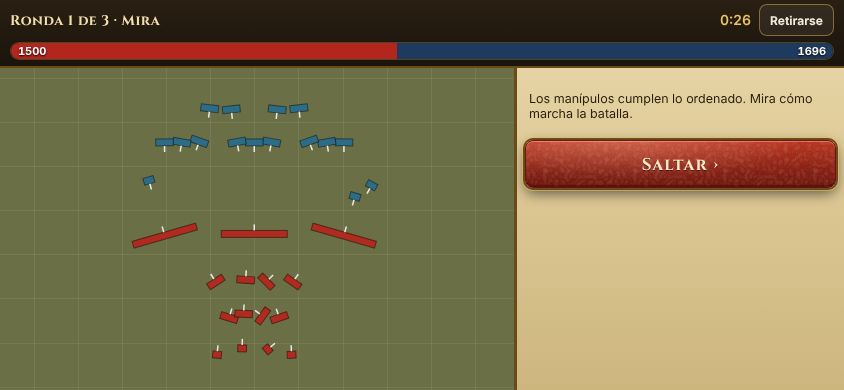 Ronda 1 de 3 · Mira
0:26
Retirarse
1500
1696
Los manípulos cumplen lo ordenado. Mira cómo
marcha la batalla.
Saltar ›